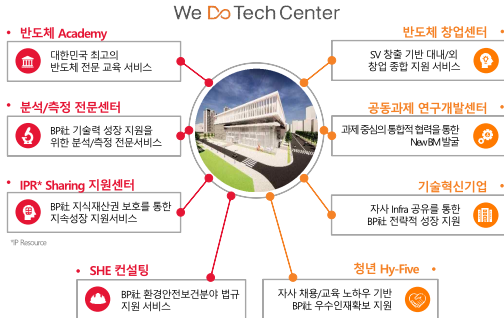 We Do Tech Center
반도체 Academy
대한민국 최고의
반도체 전문 교육 서비스
분석/측정 전문센터
BP社 기술력 성장 지원을
위한 분석/측정 전문서비스
IPR* Sharing 지원센터
BP社 지식재산권 보호를 통한
지속성장 지원서비스
*IP Resource
SHE 컨설팅
BP社 환경안전보건분야 법규
지원 서비스
반도체 창업센터
SV 창출 기반 대내/외
창업 종합 지원 서비스
공동과제 연구개발센터
과제 중심의 통합적 협력을 통한
New BM 발굴
기술혁신기업
자사 Infra 공유를 통한
BP社 전략적 성장 지원
청년 Hy-Five
자사 채용/교육 노하우 기반
BP社 우수인재확보 지원